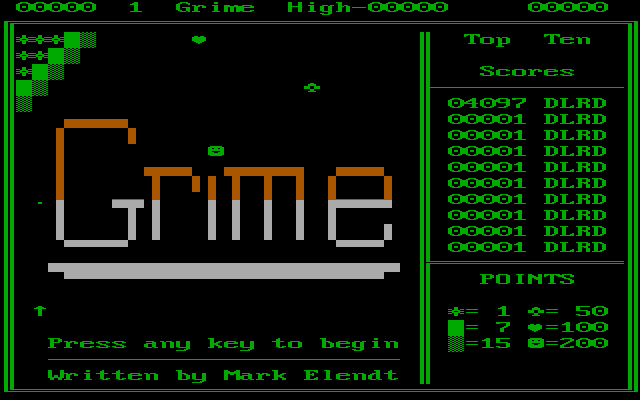 00000 1 Grime High-00000 00000
Top Ten
Scores
04097 DLRD
00001 DLRD
00001 DLRD
00001 DLRD
00001 DLRD
00001 DLRD
00001 DLRD
00001 DLRD
00001 DLRD
00001 DLRD
Grime
POINTS
☼= 1 ♣= 50
█= 7 ♥=100
▒=15 ☻=200
Press any key to begin
Written by Mark Elendt